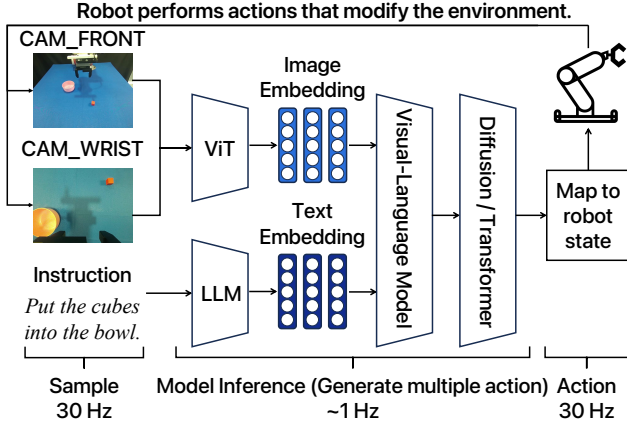 Robot performs actions that modify the environment.
CAM_FRONT
CAM_WRIST
Instruction
Put the cubes
into the bowl.
ViT
LLM
Image
Embedding
Text
Embedding
Visual-Language Model
Diffusion / Transformer
Map to
robot
state
Sample
30 Hz
Model Inference (Generate multiple action)
~1 Hz
Action
30 Hz